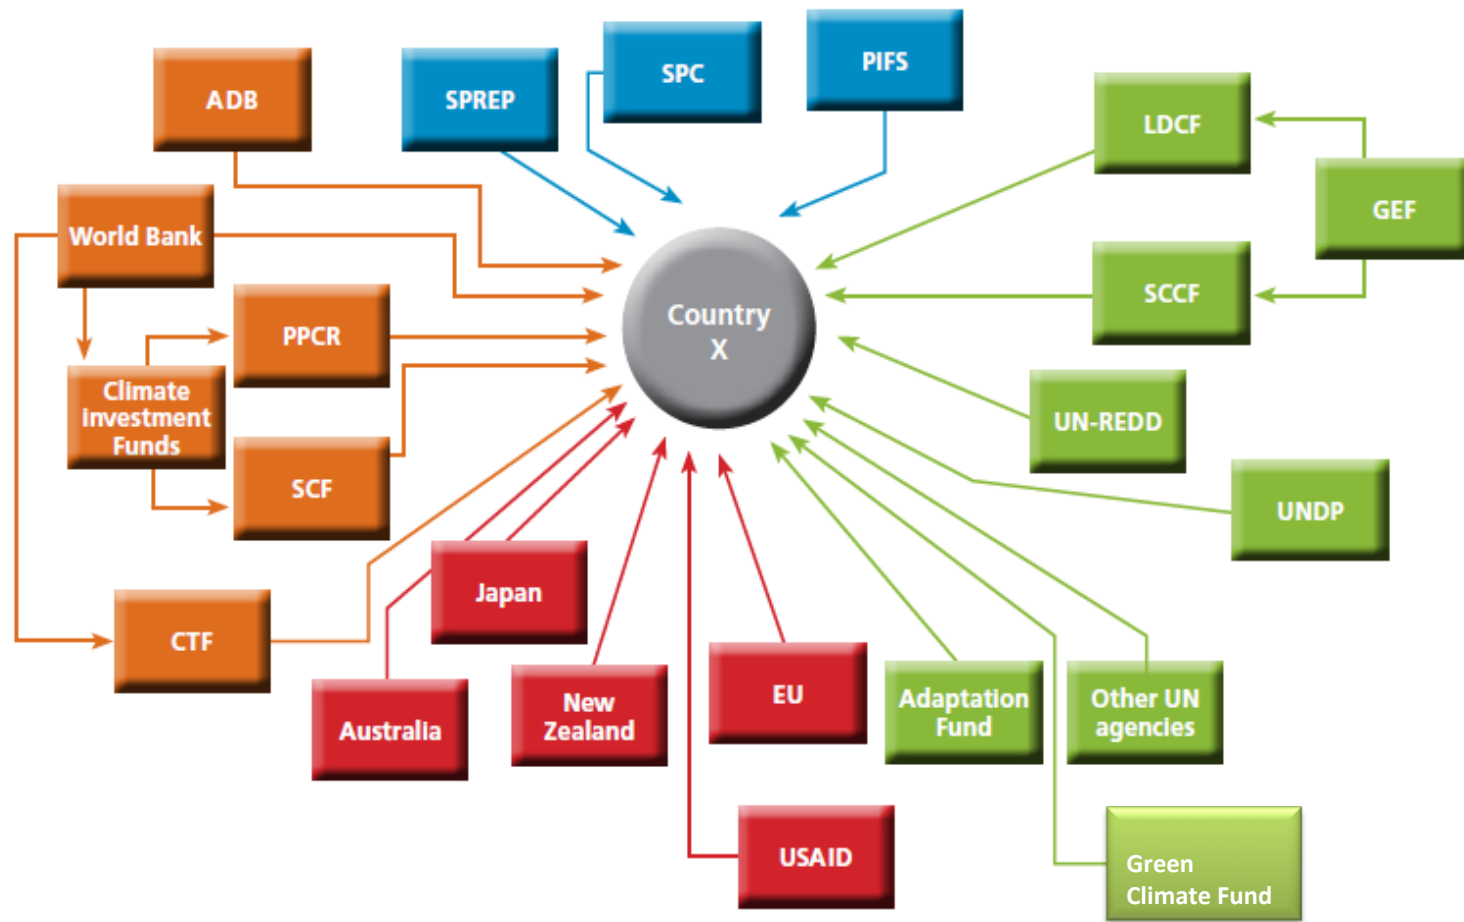 ADB
SPREP
SPC
PIFS
LDCF
GEF
World Bank
SCCF
Country
X
PPCR
Climate
investment
Funds
UN-REDD
SCF
UNDP
Japan
CTF
Australia
New
Zealand
EU
Adaptation
Fund
Other UN
agencies
USAID
Green
Climate Fund